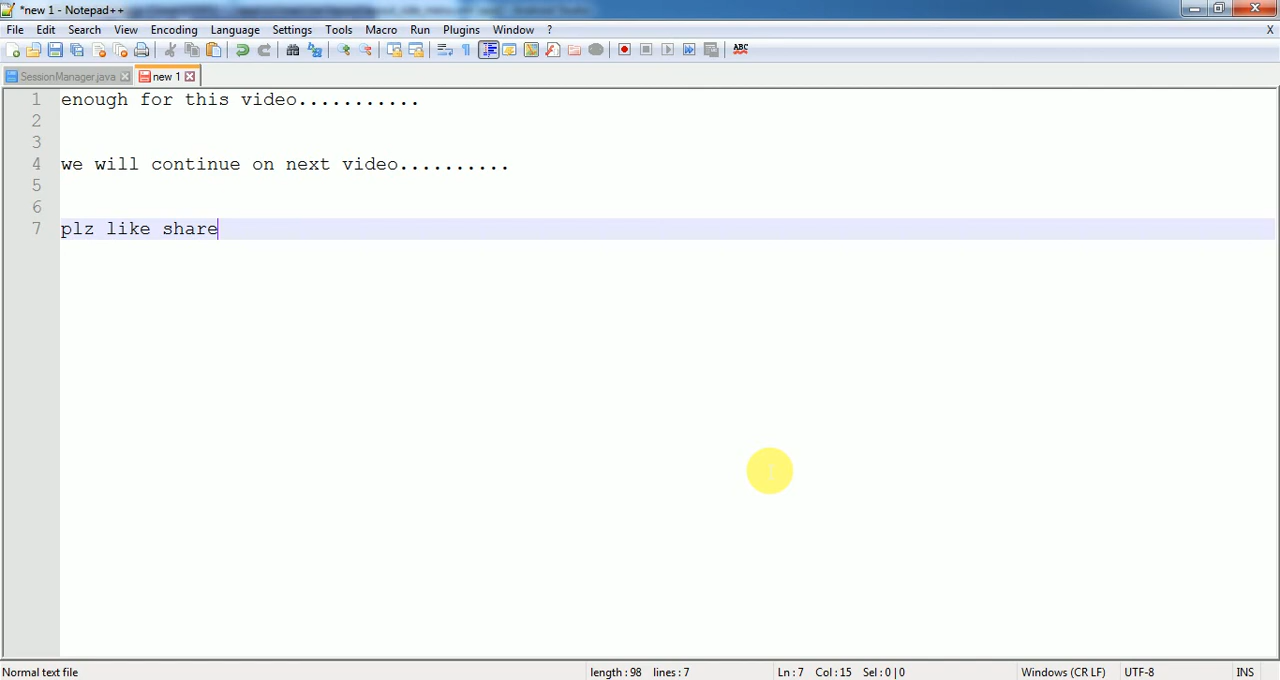 *new 1 - Notepad++
File Edit Search View Encoding Language Settings Tools Macro Run Plugins Window ? X
ABC
SessionManager.java new 1
1 enough for this video...........
2
3
4 we will continue on next video..........
5
6
7 plz like share
Normal text file length : 98 lines : 7 Ln : 7 Col : 15 Sel : 0 | 0 Windows (CR LF) UTF-8 INS